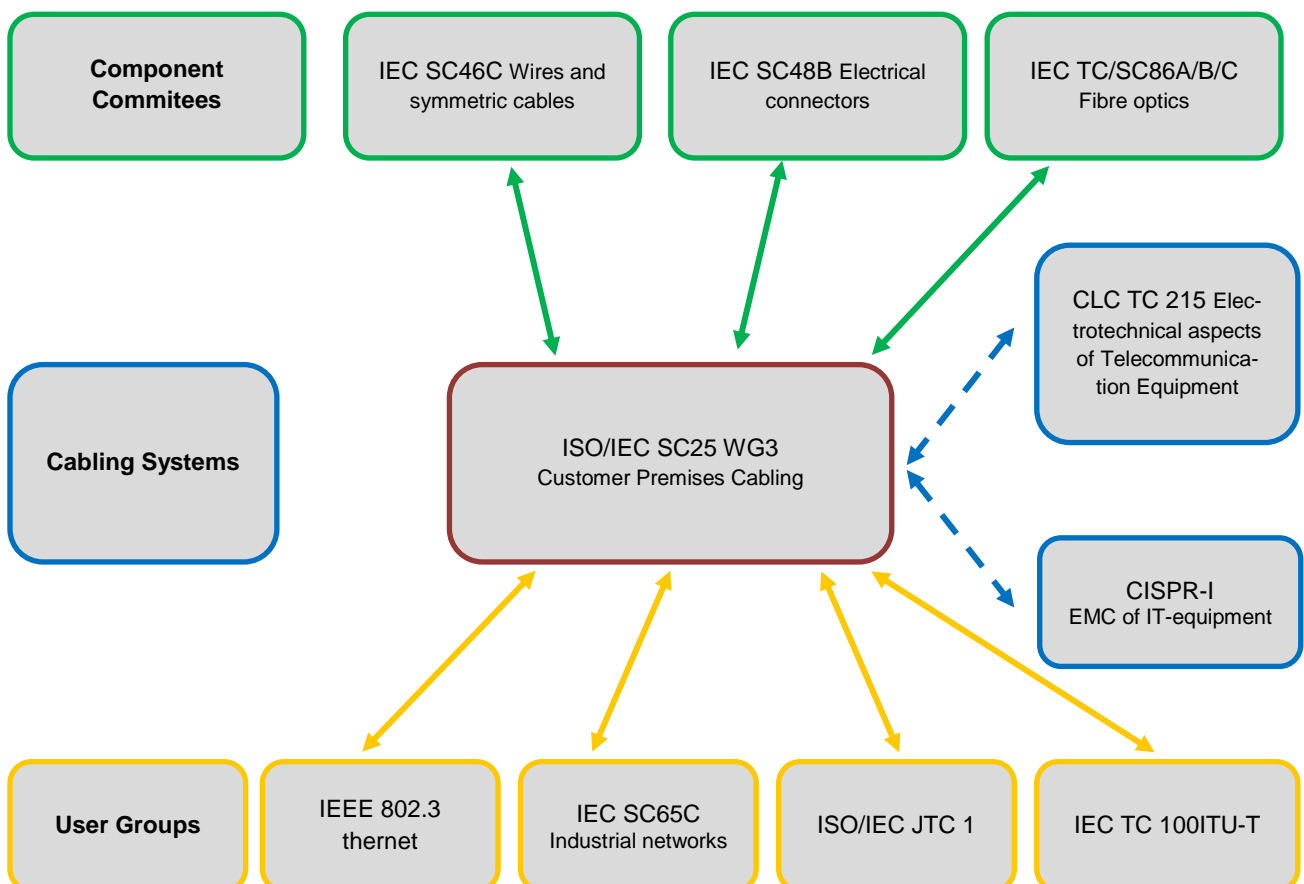 Component
Commitees
IEC SC46C Wires and
symmetric cables
IEC SC48B Electrical
connectors
IEC TC/SC86A/B/C
Fibre optics
CLC TC 215 Elec-
trotechnical aspects
of Telecommunica-
tion Equipment
Cabling Systems
ISO/IEC SC25 WG3
Customer Premises Cabling
CISPR-I
EMC of IT-equipment
User Groups
IEEE 802.3
thernet
IEC SC65C
Industrial networks
ISO/IEC JTC 1
IEC TC 100ITU-T